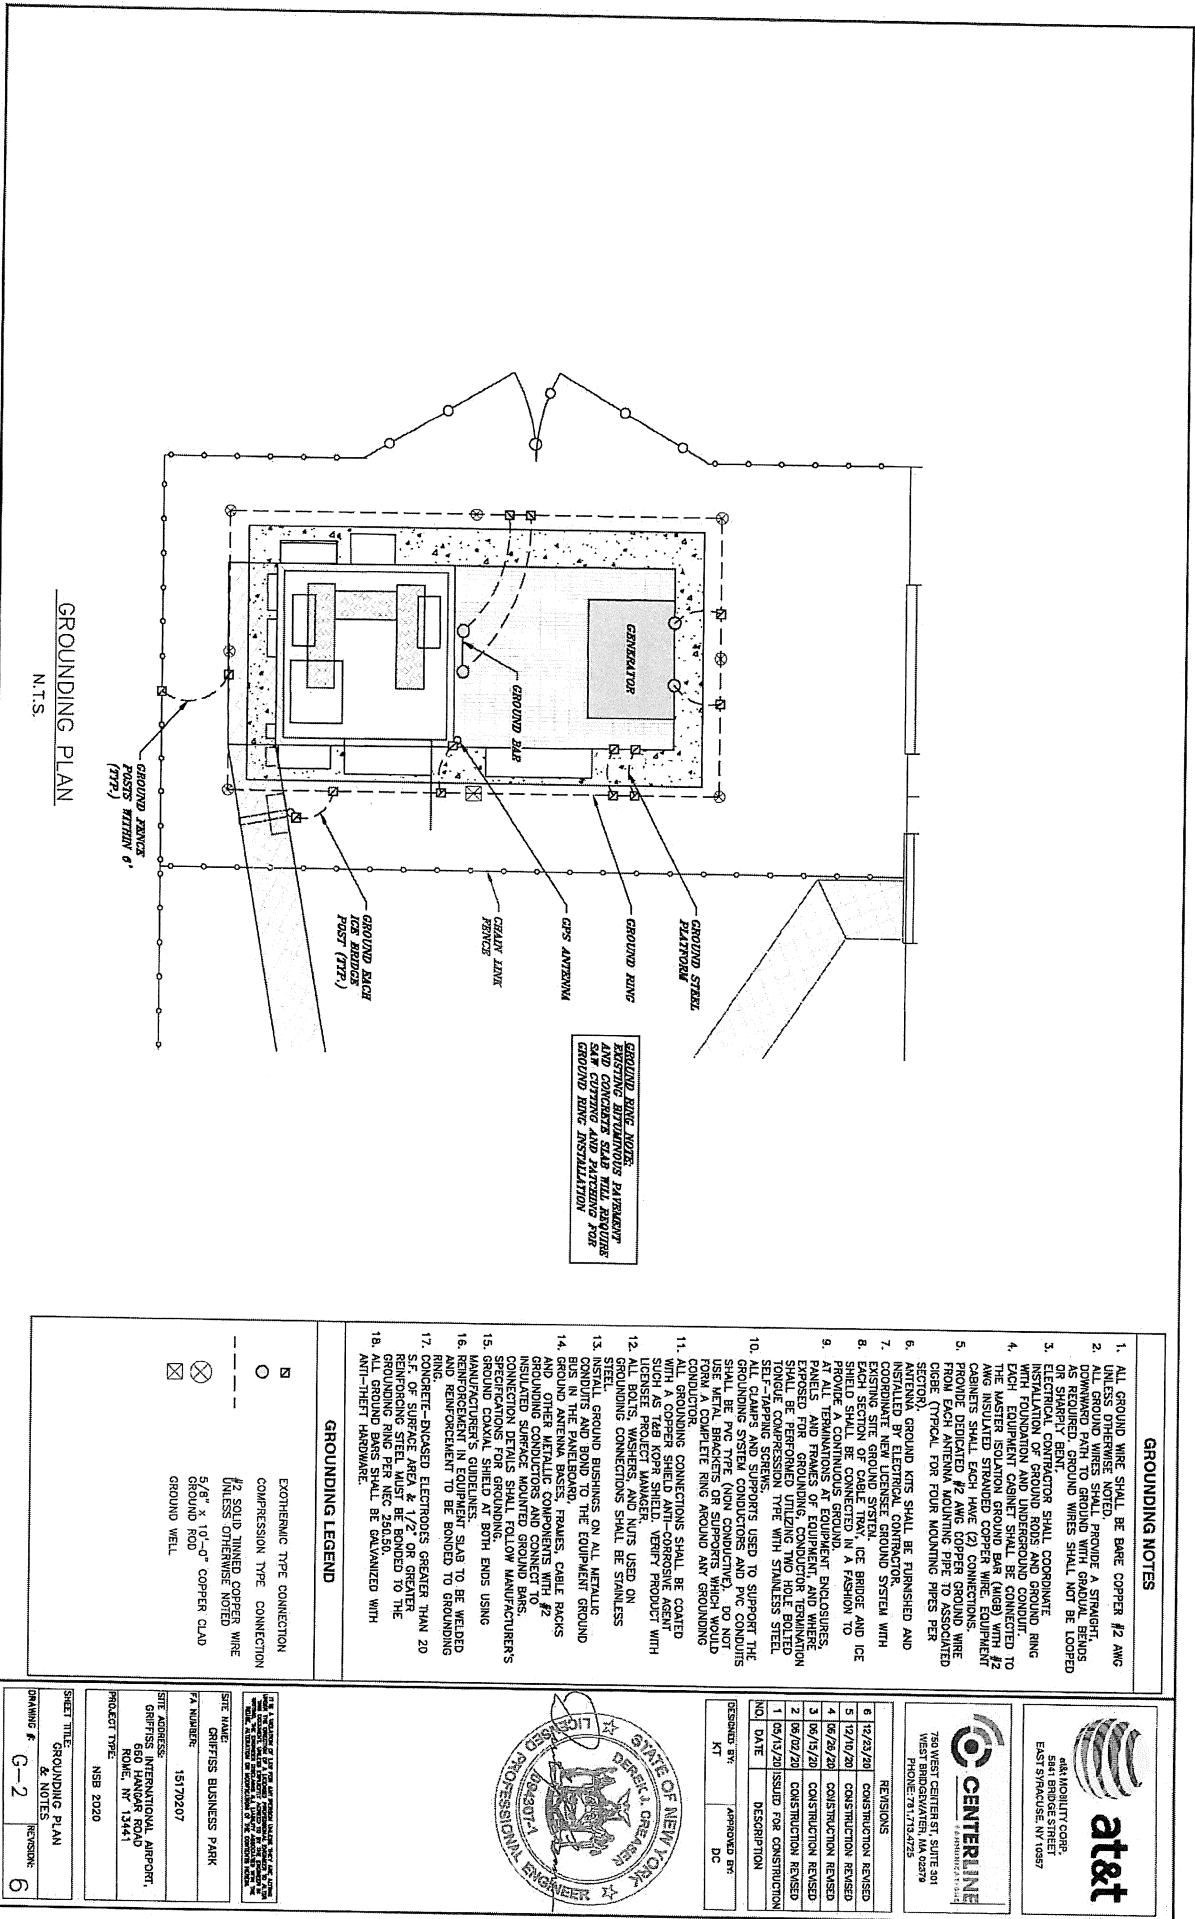 GENERATOR
GROUND BAR
GROUND STEEL
PLATFORM
GROUND RING
GPS ANTENNA
CHAIN LINK
FENCE
GROUND EACH
ICE BRIDGE
POST (TYP.)
GROUND FENCE
POSTS WITHIN 6'
(TYP.)
GROUND RING NOTE:
EXISTING BITUMINOUS PAVEMENT
AND CONCRETE SLAB WILL REQUIRE
SAW CUTTING AND PATCHING FOR
GROUND RING INSTALLATION
GROUNDING PLAN
N.T.S.
GROUNDING NOTES
1. ALL GROUND WIRE SHALL BE BARE COPPER #2 AWG
UNLESS OTHERWISE NOTED.
2. ALL GROUND WIRES SHALL PROVIDE A STRAIGHT,
DOWNWARD PATH TO GROUND WITH GRADUAL BENDS
AS REQUIRED. GROUND WIRES SHALL NOT BE LOOPED
OR SHARPLY BENT.
3. ELECTRICAL CONTRACTOR SHALL COORDINATE
INSTALLATION OF GROUND RODS AND GROUND RING
WITH FOUNDATION AND UNDERGROUND CONDUIT.
4. EACH EQUIPMENT CABINET SHALL BE CONNECTED TO
THE MASTER ISOLATION GROUND BAR (MIGB) WITH #2
AWG INSULATED STRANDED COPPER WIRE. EQUIPMENT
CABINETS SHALL EACH HAVE (2) CONNECTIONS.
5. PROVIDE DEDICATED #2 AWG COPPER GROUND WIRE
FROM EACH ANTENNA MOUNTING PIPE TO ASSOCIATED
CIGBE (TYPICAL FOR FOUR MOUNTING PIPES PER
SECTOR).
6. ANTENNA GROUND KITS SHALL BE FURNISHED AND
INSTALLED BY ELECTRICAL CONTRACTOR.
7. COORDINATE NEW LICENSEE GROUND SYSTEM WITH
EXISTING SITE GROUND SYSTEM.
8. EACH SECTION OF CABLE TRAY, ICE BRIDGE AND ICE
SHIELD SHALL BE CONNECTED IN A FASHION TO
PROVIDE A CONTINUOUS GROUND.
9. AT ALL TERMINATIONS AT EQUIPMENT ENCLOSURES,
PANELS AND FRAMES OF EQUIPMENT, AND WHERE
EXPOSED FOR GROUNDING, CONDUCTOR TERMINATION
SHALL BE PERFORMED UTILIZING TWO HOLE BOLTED
TONGUE COMPRESSION TYPE WITH STAINLESS STEEL
SELF-TAPPING SCREWS.
10. ALL CLAMPS AND SUPPORTS USED TO SUPPORT THE
GROUNDING SYSTEM CONDUCTORS AND PVC CONDUITS
SHALL BE PVC TYPE (NON CONDUCTIVE). DO NOT
USE METAL BRACKETS OR SUPPORTS WHICH WOULD
FORM A COMPLETE RING AROUND ANY GROUNDING
CONDUCTOR.
11. ALL GROUNDING CONNECTIONS SHALL BE COATED
WITH A COPPER SHIELD ANTI-CORROSIVE AGENT
SUCH AS T&B KOPR SHIELD. VERIFY PRODUCT WITH
LICENSEE PROJECT MANAGER.
12. ALL BOLTS, WASHERS, AND NUTS USED ON
GROUNDING CONNECTIONS SHALL BE STAINLESS
STEEL.
13. INSTALL GROUND BUSHINGS ON ALL METALLIC
CONDUITS AND BOND TO THE EQUIPMENT GROUND
BUS IN THE PANELBOARD.
14. GROUND ANTENNA BASES, FRAMES, CABLE RACKS
AND OTHER METALLIC COMPONENTS WITH #2
GROUNDING CONDUCTORS AND CONNECT TO
INSULATED SURFACE MOUNTED GROUND BARS.
CONNECTION DETAILS SHALL FOLLOW MANUFACTURER'S
SPECIFICATIONS FOR GROUNDING.
15. GROUND COAXIAL SHIELD AT BOTH ENDS USING
MANUFACTURER'S GUIDELINES.
16. REINFORCEMENT IN EQUIPMENT SLAB TO BE WELDED
AND REINFORCEMENT TO BE BONDED TO GROUNDING
RING.
17. CONCRETE-ENCASED ELECTRODES GREATER THAN 20
S.F. OF SURFACE AREA & 1/2" OR GREATER
REINFORCING STEEL MUST BE BONDED TO THE
GROUNDING RING PER NEC 250.50.
18. ALL GROUND BARS SHALL BE GALVANIZED WITH
ANTI-THEFT HARDWARE.
GROUNDING LEGEND
EXOTHERMIC TYPE CONNECTION
COMPRESSION TYPE CONNECTION
#2 SOLID TINNED COPPER WIRE
UNLESS OTHERWISE NOTED
5/8" x 10'-0" COPPER CLAD
GROUND ROD
GROUND WELL
at&t
at&t MOBILITY CORP.
5841 BRIDGE STREET
EAST SYRACUSE, NY 10357
CENTERLINE
COMMUNICATIONS
750 WEST CENTER ST, SUITE 301
WEST BRIDGEWATER, MA 02379
PHONE: 781.713.4725
REVISIONS
6 12/23/20 CONSTRUCTION REVISED
5 12/10/20 CONSTRUCTION REVISED
4 06/26/20 CONSTRUCTION REVISED
3 06/15/20 CONSTRUCTION REVISED
2 06/02/20 CONSTRUCTION REVISED
1 05/13/20 ISSUED FOR CONSTRUCTION
NO. DATE DESCRIPTION
DESIGNED BY: KT
APPROVED BY: DC
STATE OF NEW YORK
DEREK J. CREASER
LICENSED PROFESSIONAL ENGINEER
SITE NAME:
GRIFFISS BUSINESS PARK
FA NUMBER:
15170207
SITE ADDRESS:
GRIFFISS INTERNATIONAL AIRPORT,
660 HANGAR ROAD
ROME, NY 13441
PROJECT TYPE:
NSB 2020
SHEET TITLE:
GROUNDING PLAN
& NOTES
DRAWING #: G-2
REVISION: 6